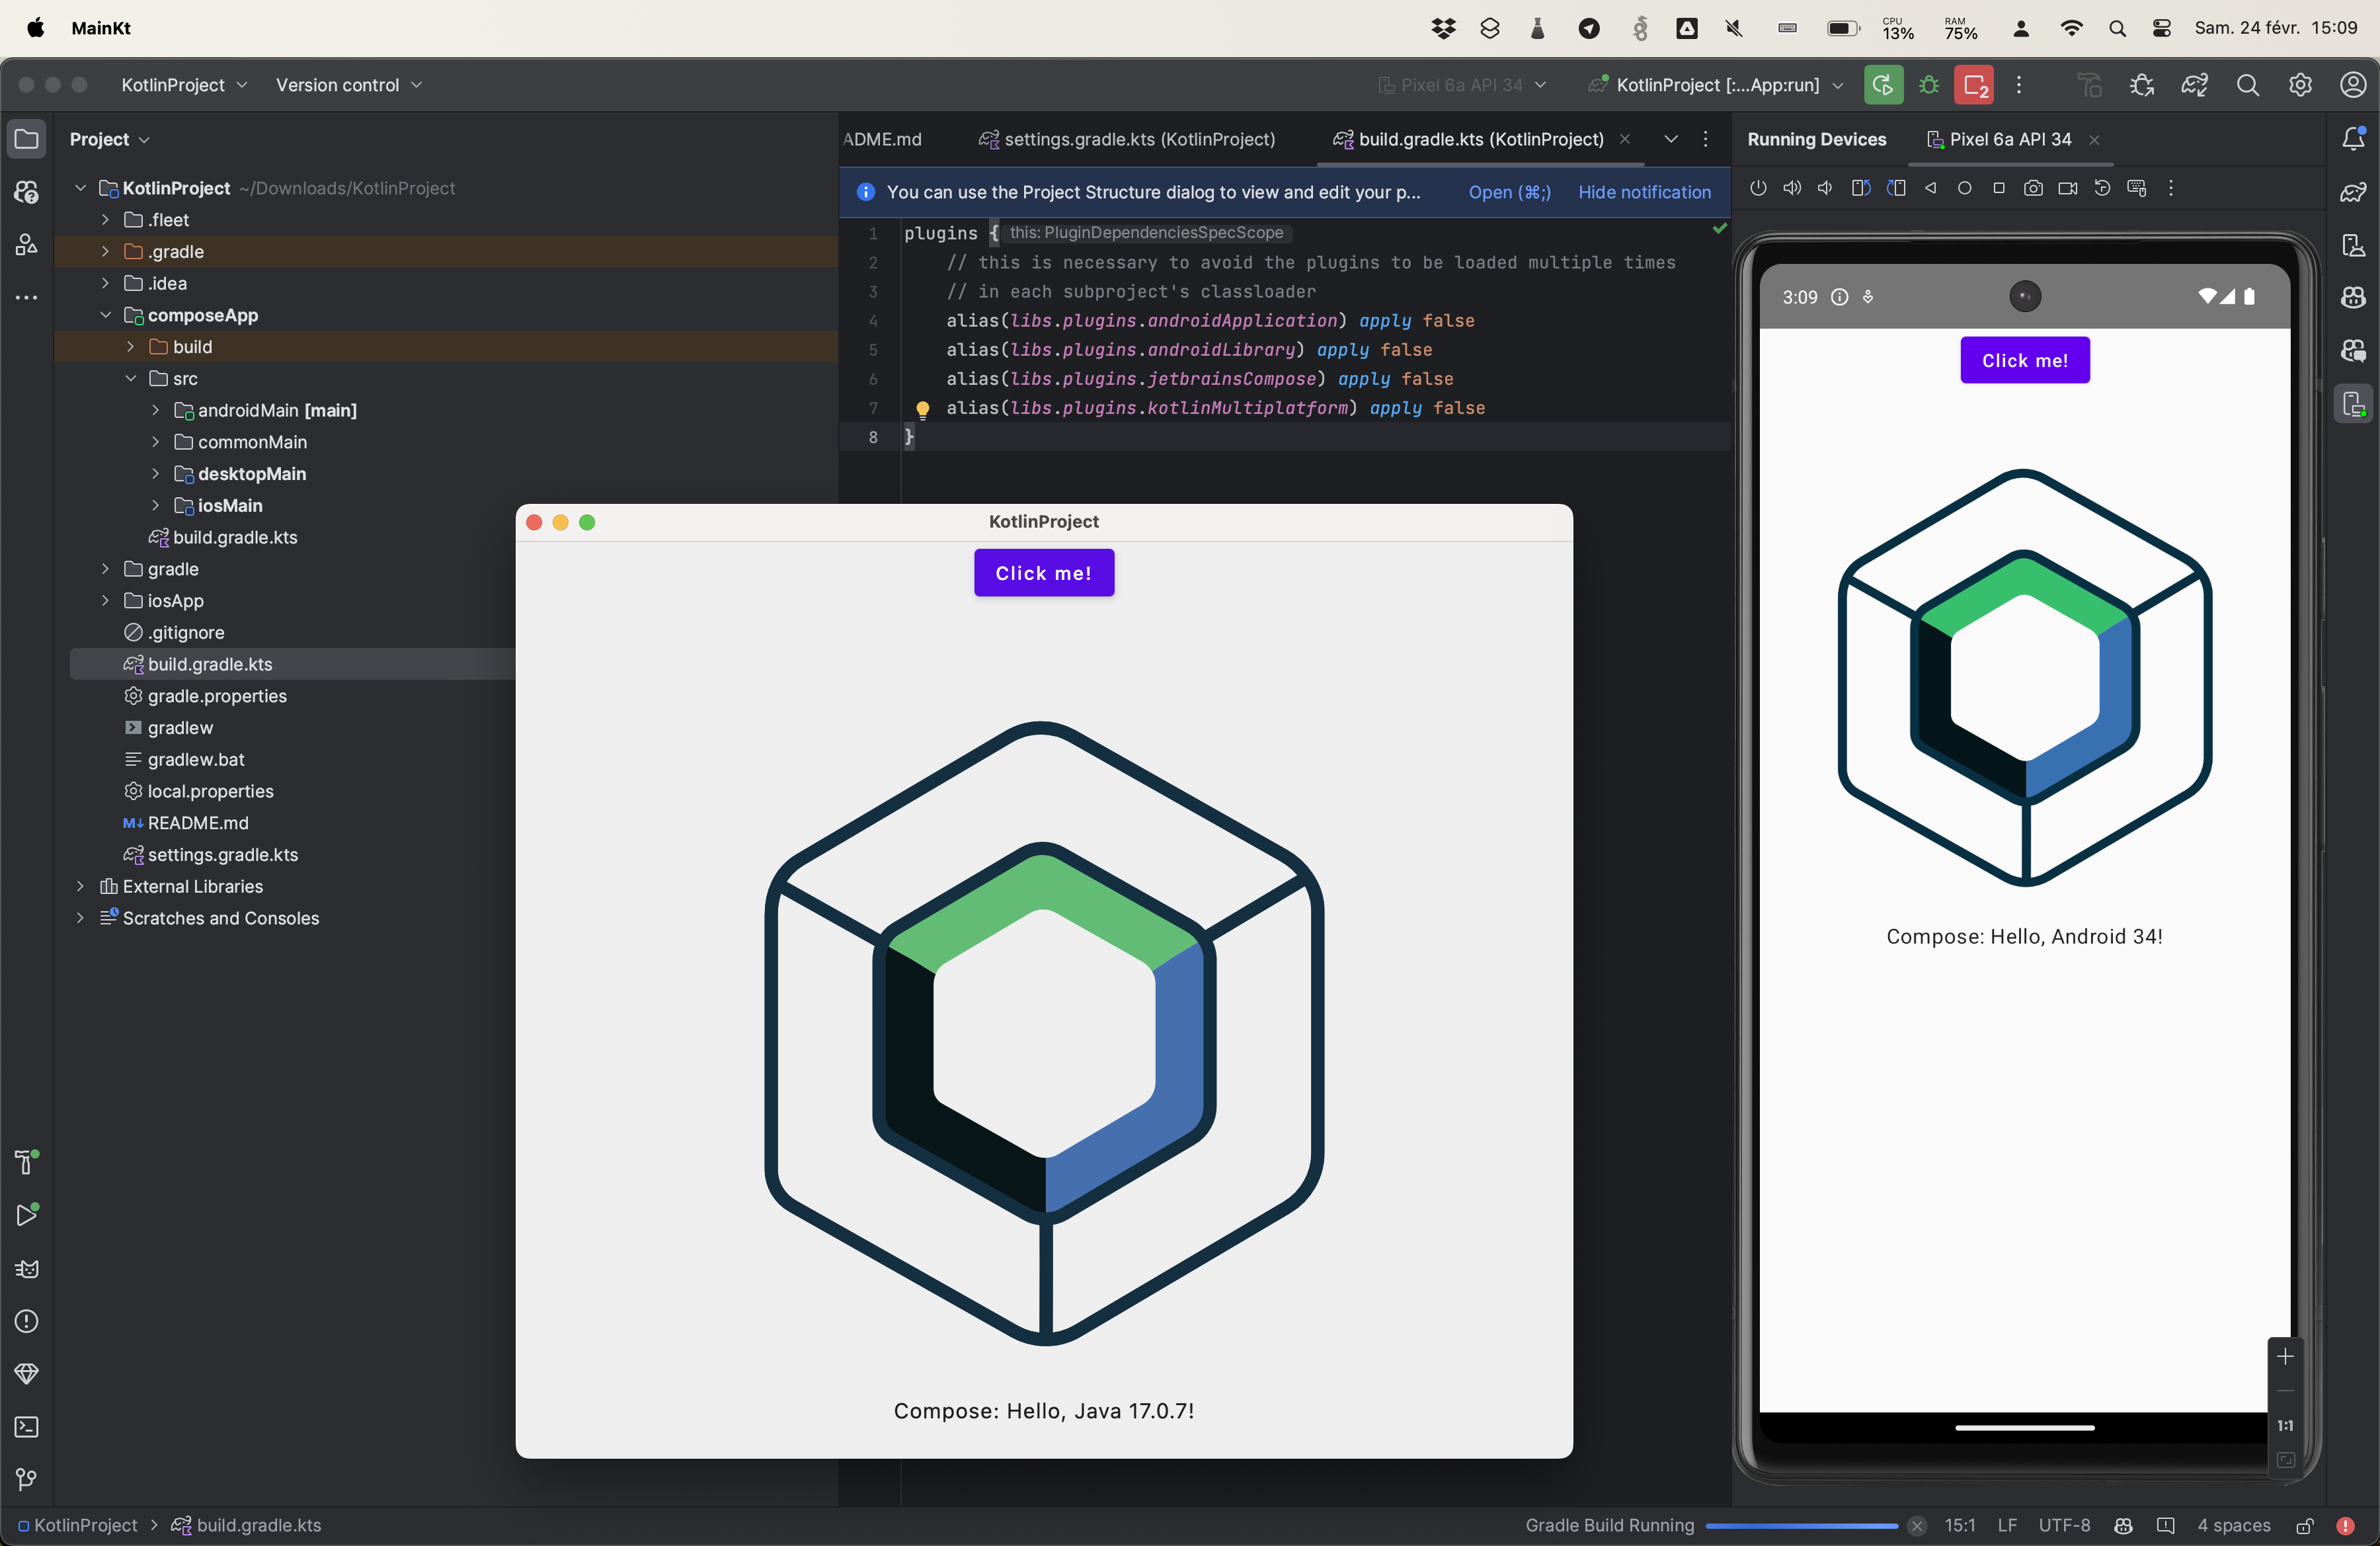 MainKt
CPU
13%
RAM
75%
Sam. 24 févr. 15:09
KotlinProject
Version control
Pixel 6a API 34
KotlinProject [:...App:run]
2
Project
ADME.md
settings.gradle.kts (KotlinProject)
build.gradle.kts (KotlinProject)
Running Devices
Pixel 6a API 34
You can use the Project Structure dialog to view and edit your p...
Open (⌘;)
Hide notification
KotlinProject ~/Downloads/KotlinProject
.fleet
.gradle
.idea
composeApp
build
src
androidMain [main]
commonMain
desktopMain
iosMain
build.gradle.kts
gradle
iosApp
.gitignore
build.gradle.kts
gradle.properties
gradlew
gradlew.bat
local.properties
M↓ README.md
settings.gradle.kts
External Libraries
Scratches and Consoles
1 plugins { this: PluginDependenciesSpecScope
2 // this is necessary to avoid the plugins to be loaded multiple times
3 // in each subproject's classloader
4 alias(libs.plugins.androidApplication) apply false
5 alias(libs.plugins.androidLibrary) apply false
6 alias(libs.plugins.jetbrainsCompose) apply false
7 alias(libs.plugins.kotlinMultiplatform) apply false
8 }
KotlinProject
Click me!
Compose: Hello, Java 17.0.7!
3:09
Click me!
Compose: Hello, Android 34!
1:1
KotlinProject
build.gradle.kts
Gradle Build Running
15:1
LF
UTF-8
4 spaces